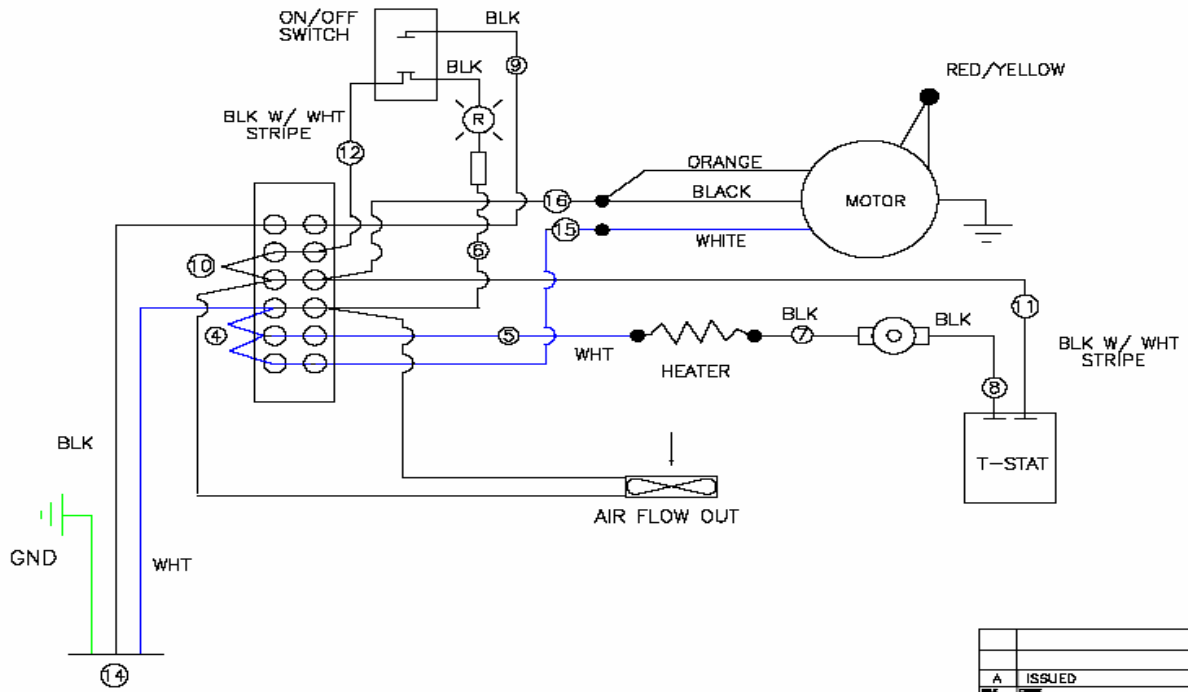 ON/OFF
SWITCH
BLK
9
BLK
R
BLK W/ WHT
STRIPE
12
RED/YELLOW
ORANGE
16
BLACK
MOTOR
15
WHITE
6
10
4
5
WHT
HEATER
BLK
7
BLK
11
BLK W/ WHT
STRIPE
8
T-STAT
BLK
AIR FLOW OUT
GND
WHT
14
A ISSUED